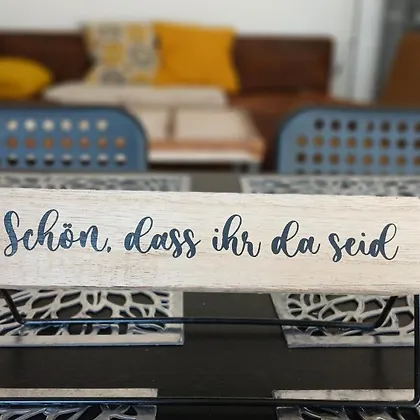 Schön, dass ihr da seid